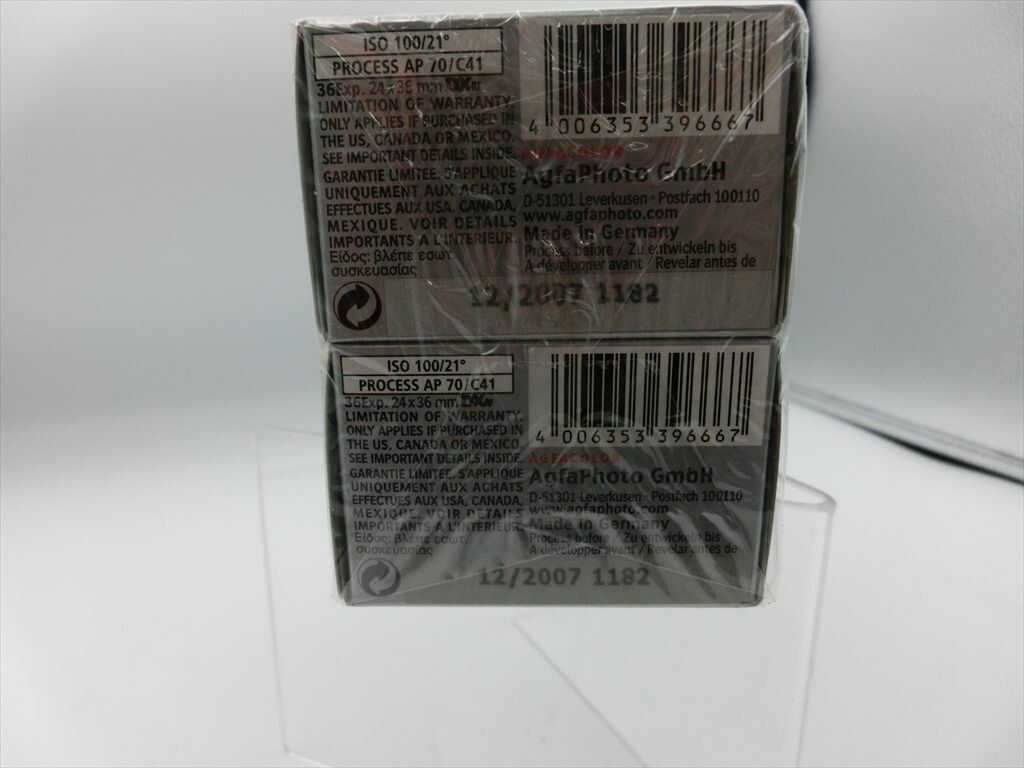 ISO 100/21°
PROCESS AP 70/C41
36Exp. 24x36 mm DXN
LIMITATION OF WARRANTY.
ONLY APPLIES IF PURCHASED IN
THE US, CANADA OR MEXICO.
SEE IMPORTANT DETAILS INSIDE.
GARANTIE LIMITEE. S'APPLIQUE
UNIQUEMENT AUX ACHATS
EFFECTUES AUX USA, CANADA,
MEXIQUE. VOIR DETAILS
IMPORTANTS A L'INTERIEUR.
Είδος: βλέπε εσωτ.
συσκευασίας
4 006353 396667
AGFACOLOR
AgfaPhoto GmbH
D-51301 Leverkusen · Postfach 100110
www.agfaphoto.com
Made in Germany
Process before / Zu entwickeln bis
A développer avant / Revelar antes de
12/2007 1182
ISO 100/21°
PROCESS AP 70/C41
36Exp. 24x36 mm DXN
LIMITATION OF WARRANTY.
ONLY APPLIES IF PURCHASED IN
THE US, CANADA OR MEXICO.
SEE IMPORTANT DETAILS INSIDE.
GARANTIE LIMITEE. S'APPLIQUE
UNIQUEMENT AUX ACHATS
EFFECTUES AUX USA, CANADA,
MEXIQUE. VOIR DETAILS
IMPORTANTS A L'INTERIEUR.
Είδος: βλέπε εσωτ.
συσκευασίας
4 006353 396667
AGFACOLOR
AgfaPhoto GmbH
D-51301 Leverkusen · Postfach 100110
www.agfaphoto.com
Made in Germany
Process before / Zu entwickeln bis
A développer avant / Revelar antes de
12/2007 1182